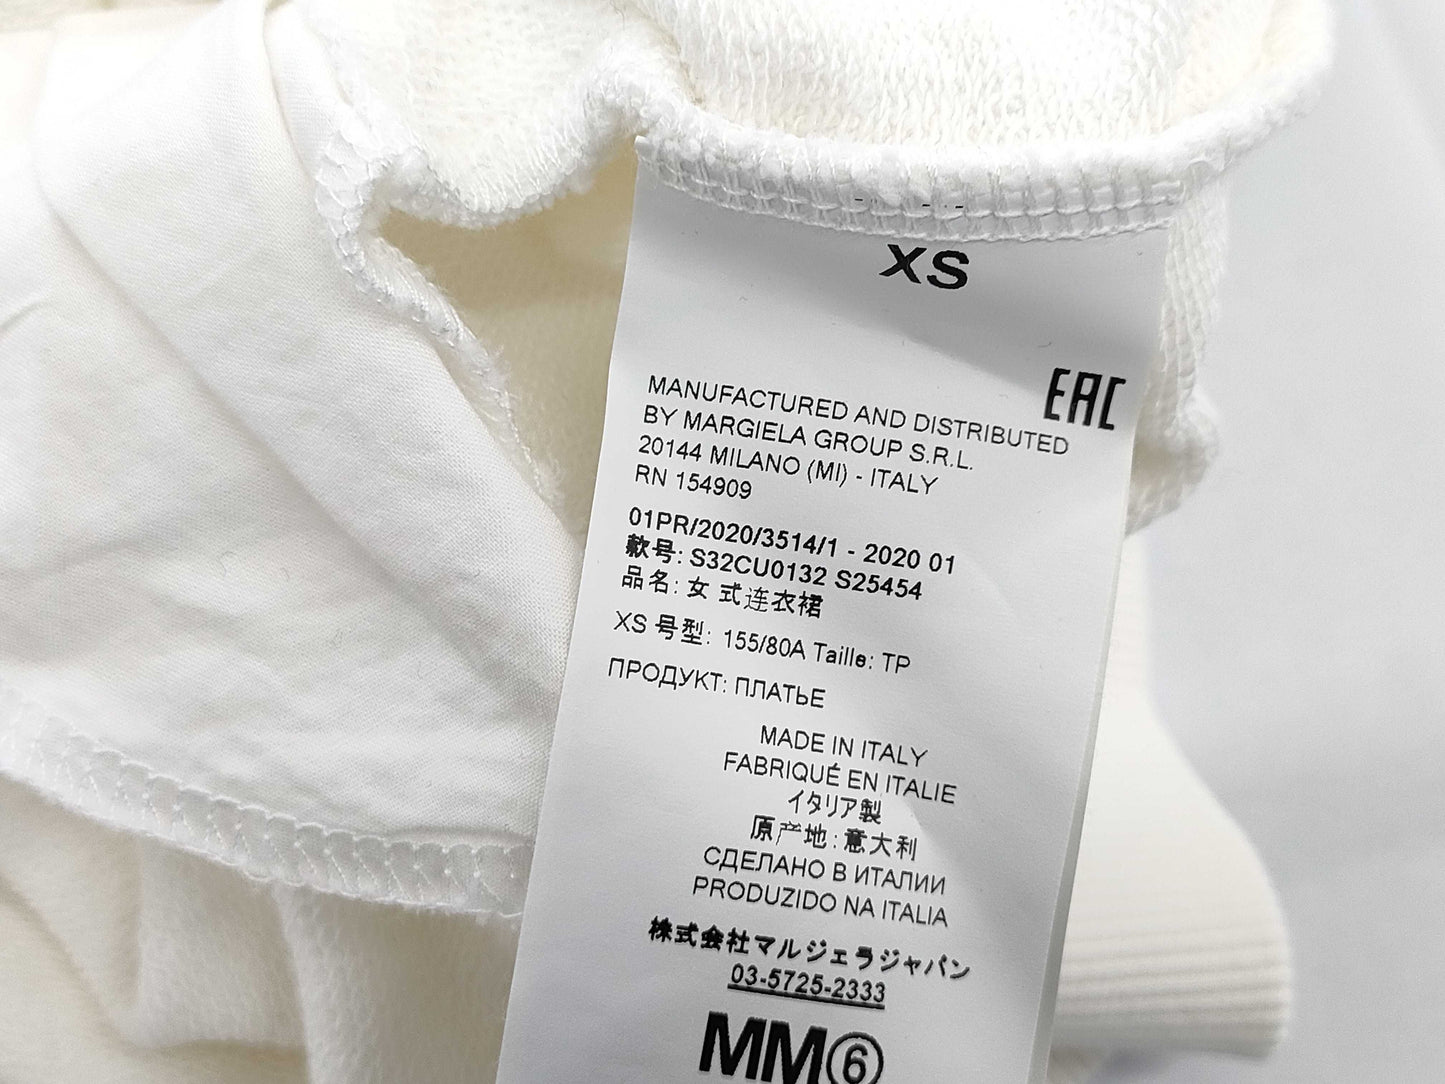 XS
EAC
MANUFACTURED AND DISTRIBUTED
BY MARGIELA GROUP S.R.L.
20144 MILANO (MI) - ITALY
RN 154909
01PR/2020/3514/1 - 2020 01
款号: S32CU0132 S25454
品名: 女 式连衣裙
XS 号型: 155/80A Taille: TP
ПРОДУКТ: ПЛАТЬЕ
MADE IN ITALY
FABRIQUÉ EN ITALIE
イタリア製
原产地: 意大利
СДЕЛАНО В ИТАЛИИ
PRODUZIDO NA ITALIA
株式会社マルジェラジャパン
03-5725-2333
MM⑥